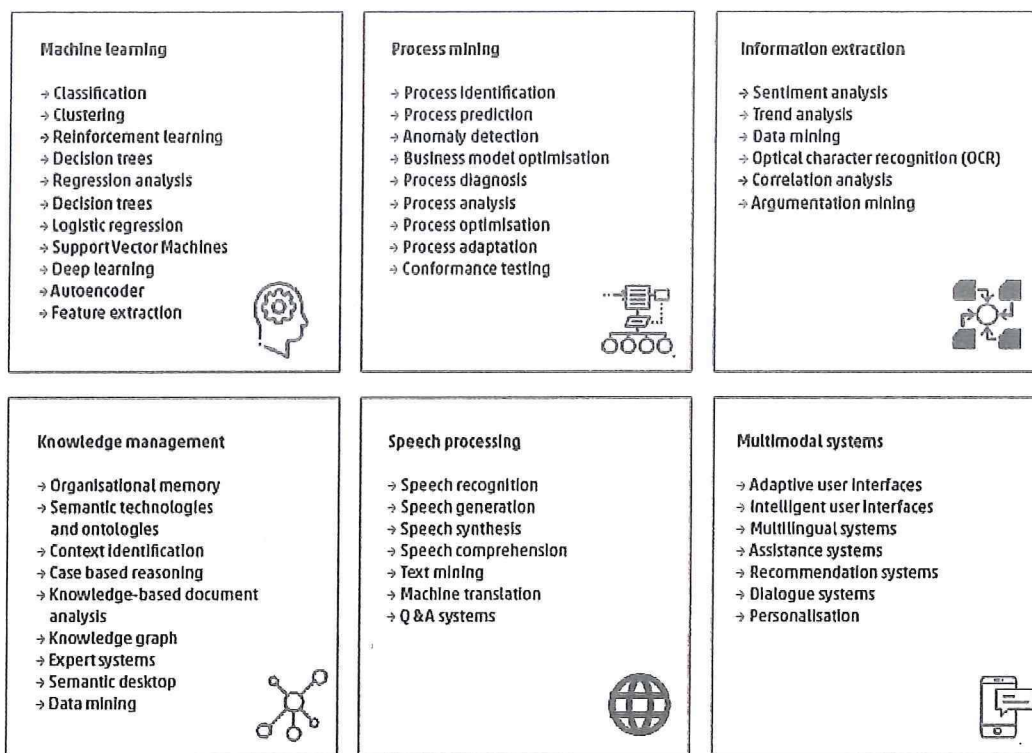 Machine learning
→ Classification
→ Clustering
→ Reinforcement learning
→ Decision trees
→ Regression analysis
→ Decision trees
→ Logistic regression
→ Support Vector Machines
→ Deep learning
→ Autoencoder
→ Feature extraction
Process mining
→ Process identification
→ Process prediction
→ Anomaly detection
→ Business model optimisation
→ Process diagnosis
→ Process analysis
→ Process optimisation
→ Process adaptation
→ Conformance testing
Information extraction
→ Sentiment analysis
→ Trend analysis
→ Data mining
→ Optical character recognition (OCR)
→ Correlation analysis
→ Argumentation mining
Knowledge management
→ Organisational memory
→ Semantic technologies
and ontologies
→ Context identification
→ Case based reasoning
→ Knowledge-based document
analysis
→ Knowledge graph
→ Expert systems
→ Semantic desktop
→ Data mining
Speech processing
→ Speech recognition
→ Speech generation
→ Speech synthesis
→ Speech comprehension
→ Text mining
→ Machine translation
→ Q&A systems
Multimodal systems
→ Adaptive user interfaces
→ Intelligent user interfaces
→ Multilingual systems
→ Assistance systems
→ Recommendation systems
→ Dialogue systems
→ Personalisation